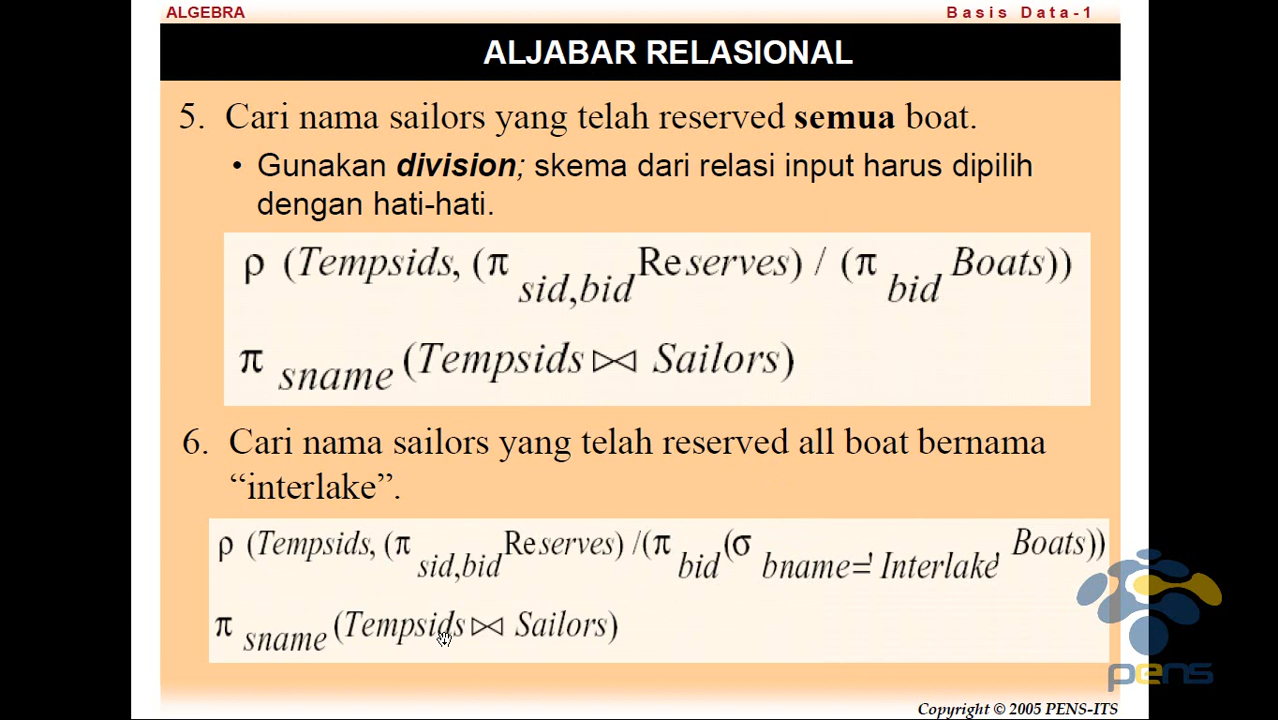 ALGEBRA Basis Data-1
ALJABAR RELASIONAL
5. Cari nama sailors yang telah reserved semua boat.
• Gunakan division; skema dari relasi input harus dipilih
dengan hati-hati.
ρ (Tempsids, (π sid,bid Reserves) / (π bid Boats))
π sname (Tempsids ⋈ Sailors)
6. Cari nama sailors yang telah reserved all boat bernama
“interlake”.
ρ (Tempsids, (π sid,bid Reserves) /(π bid (σ bname=' Interlake' Boats))
π sname (Tempsids ⋈ Sailors)
pens
Copyright © 2005 PENS-ITS